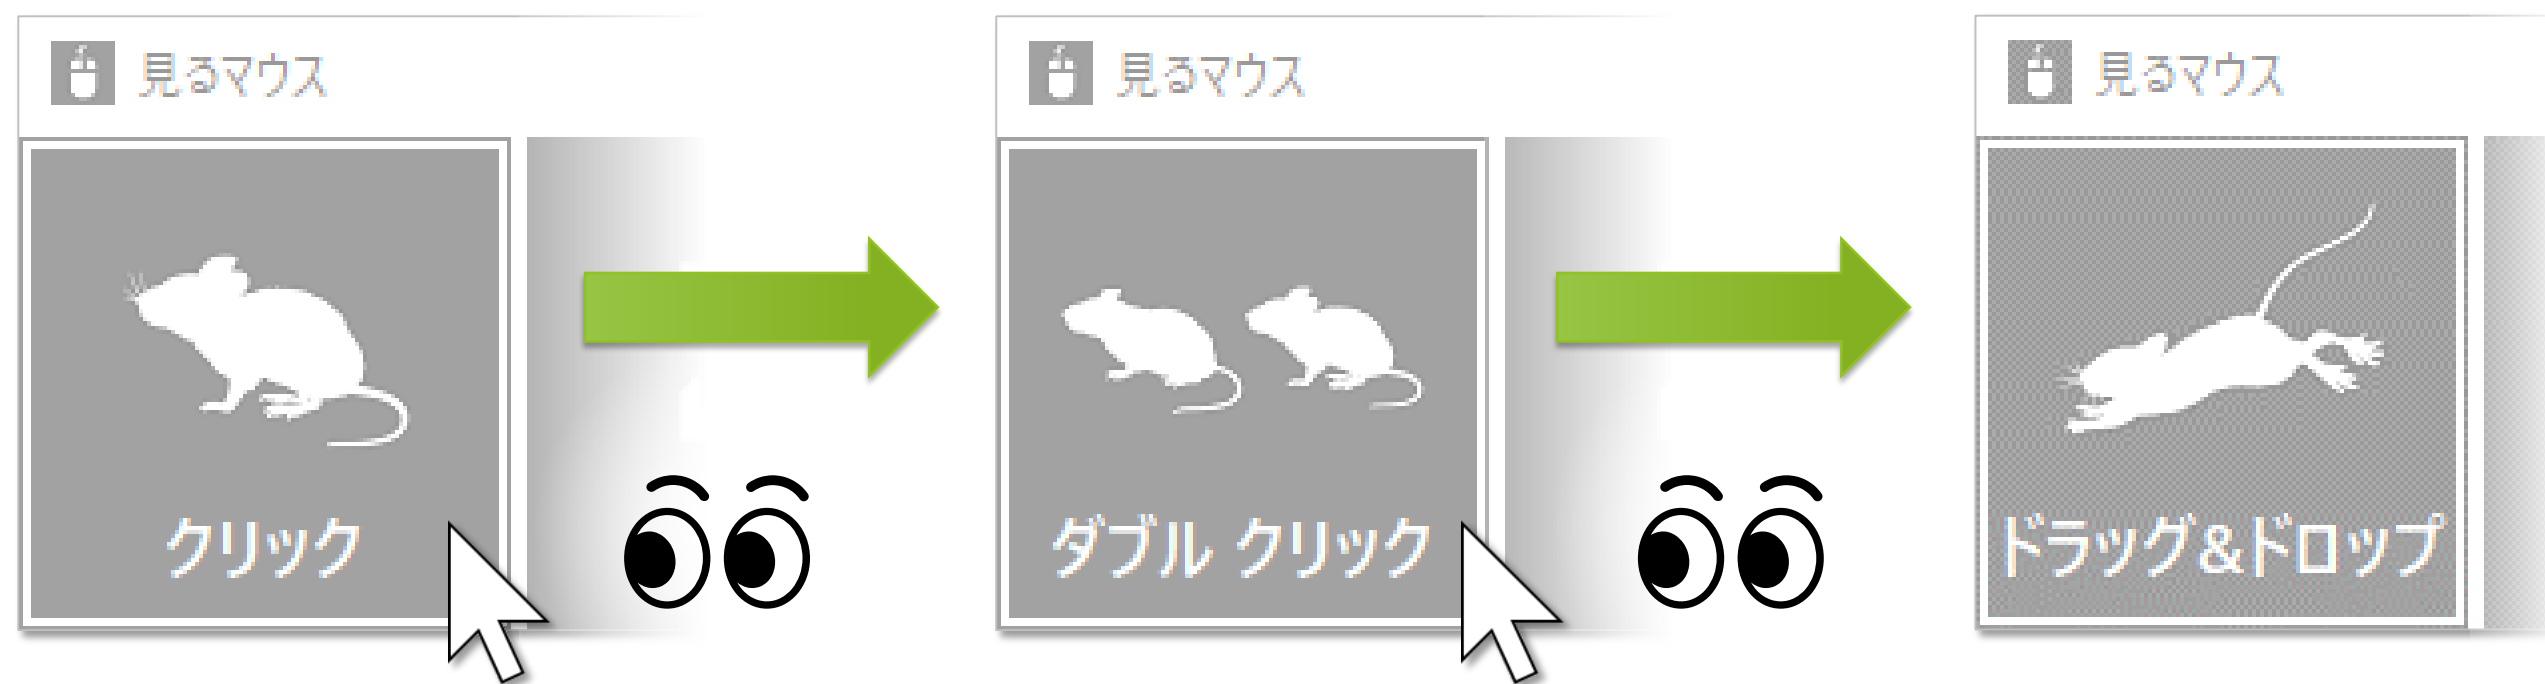 見るマウス
クリック
見るマウス
ダブル クリック
見るマウス
ドラッグ&ドロップ